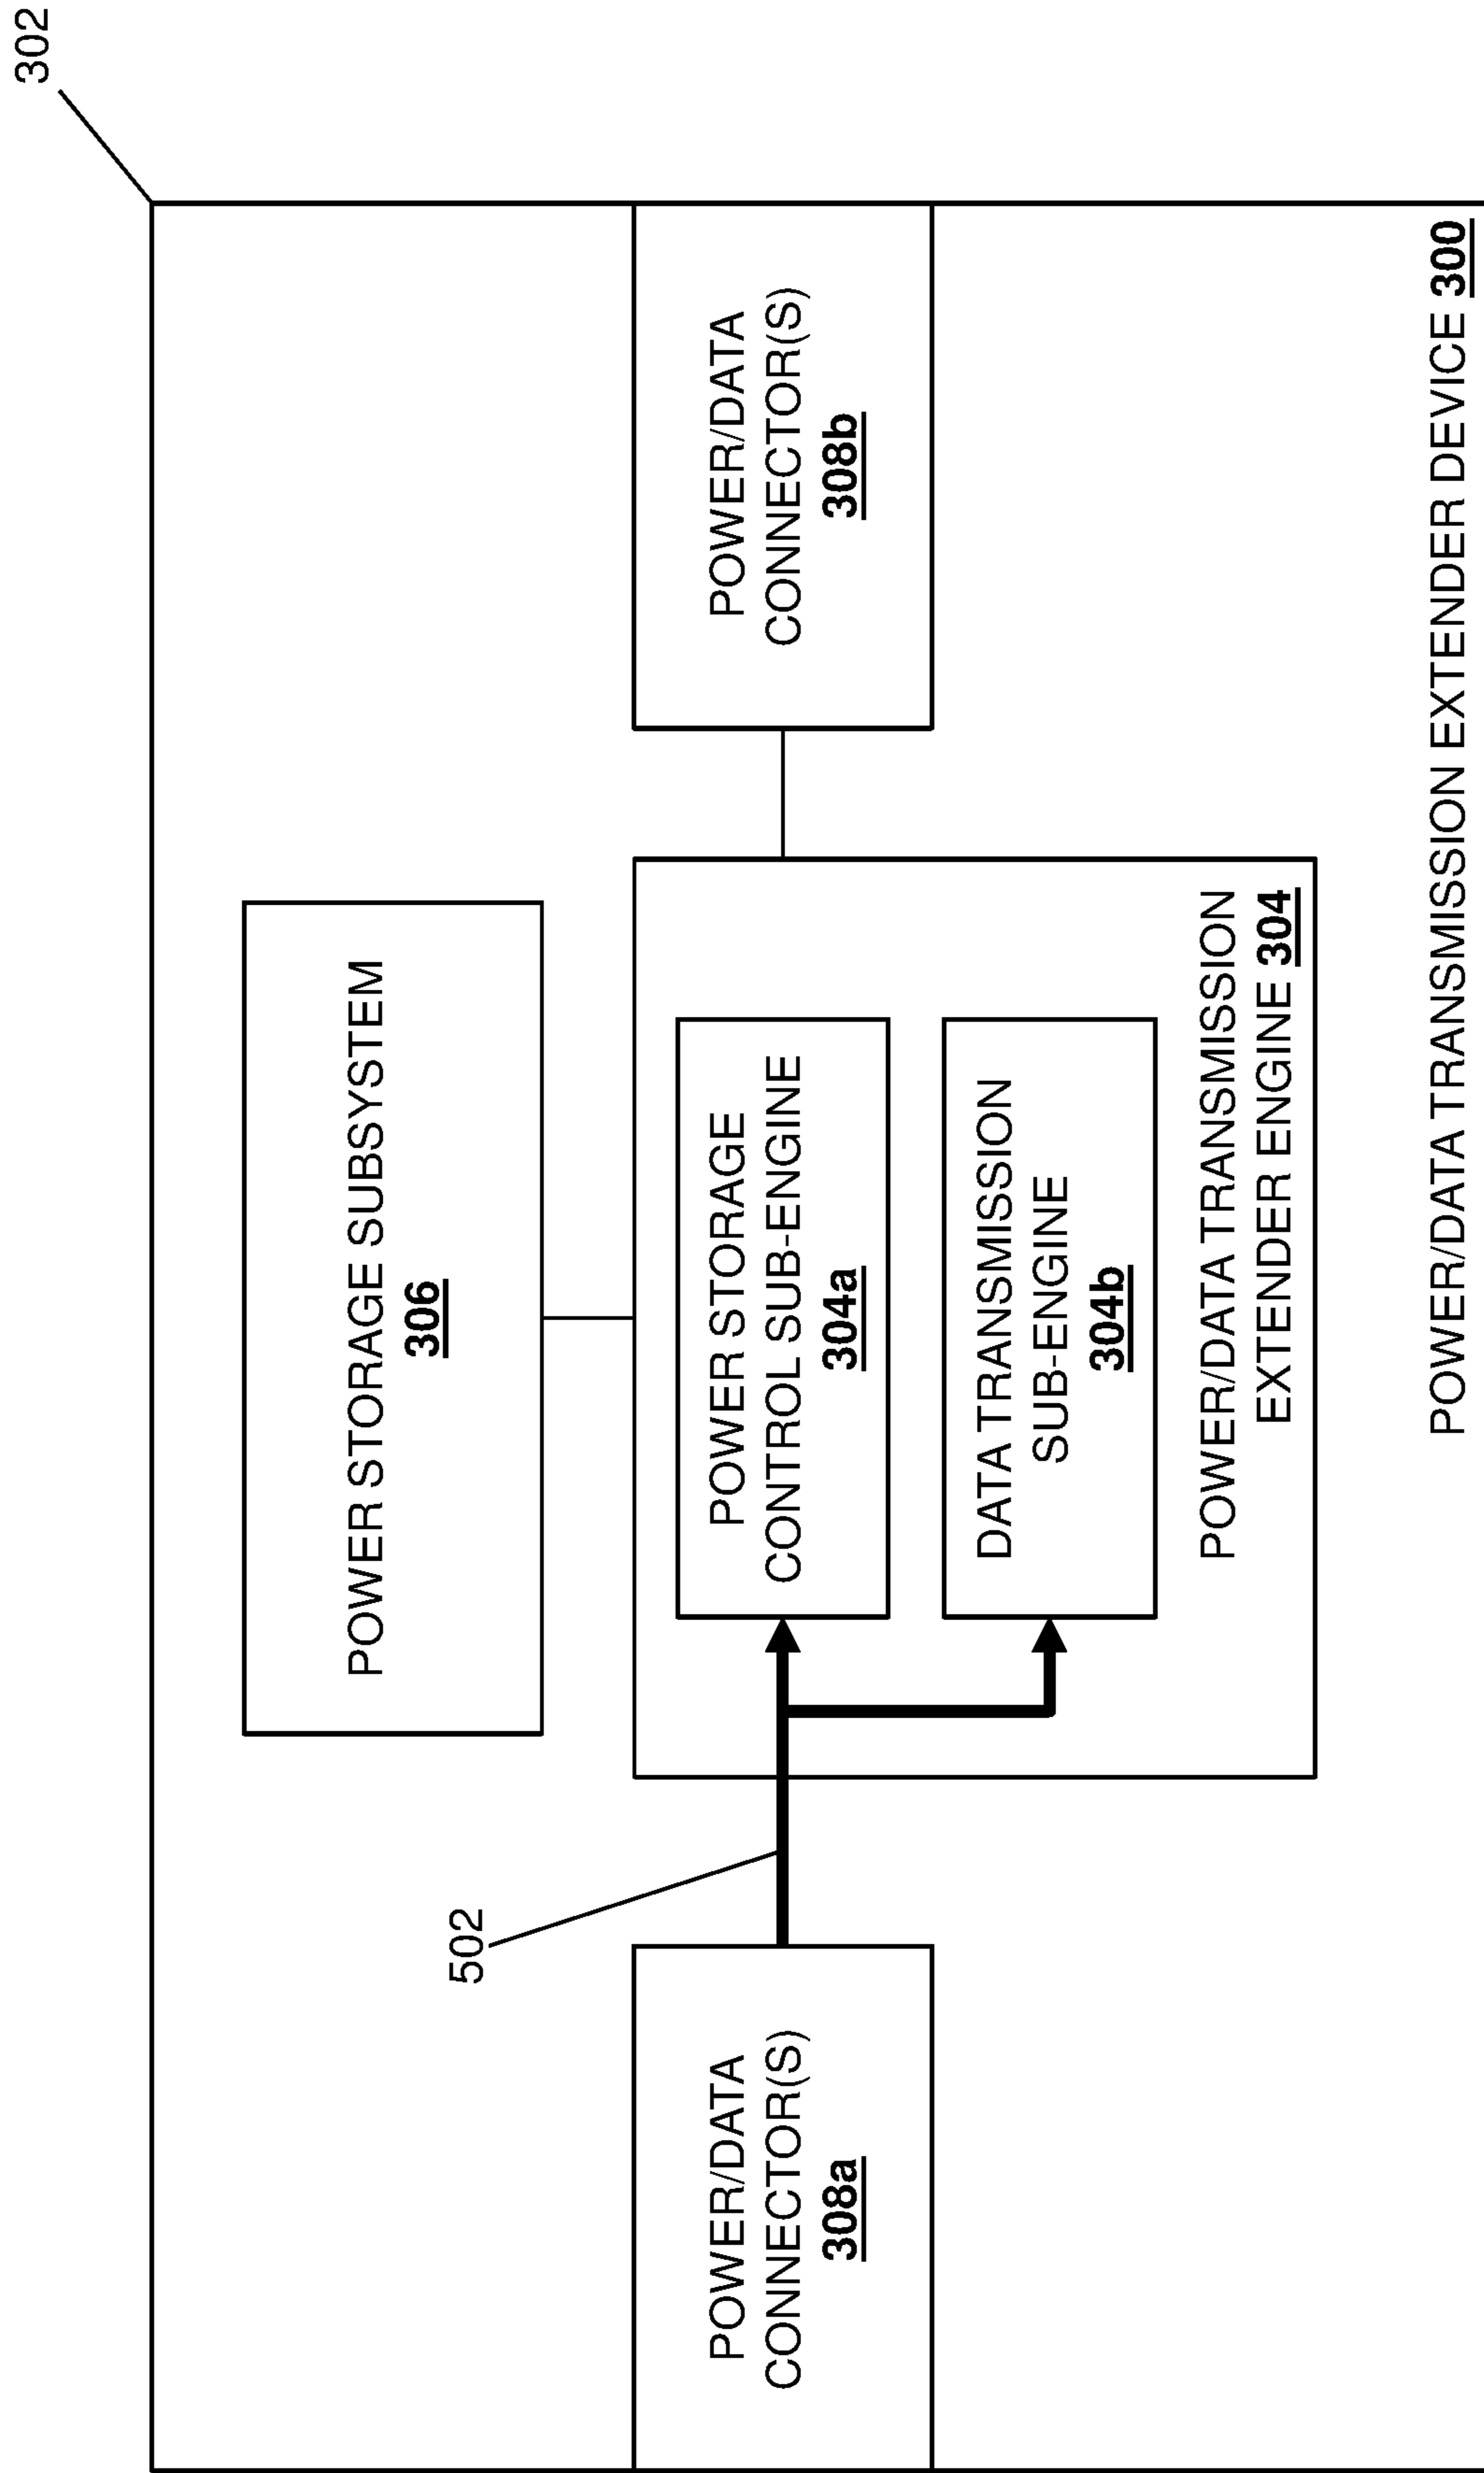 302
POWER STORAGE SUBSYSTEM
306
502
POWER/DATA
CONNECTOR(S)
308a
POWER STORAGE
CONTROL SUB-ENGINE
304a
POWER/DATA
CONNECTOR(S)
308b
DATA TRANSMISSION
SUB-ENGINE
304b
POWER/DATA TRANSMISSION
EXTENDER ENGINE 304
POWER/DATA TRANSMISSION EXTENDER DEVICE 300